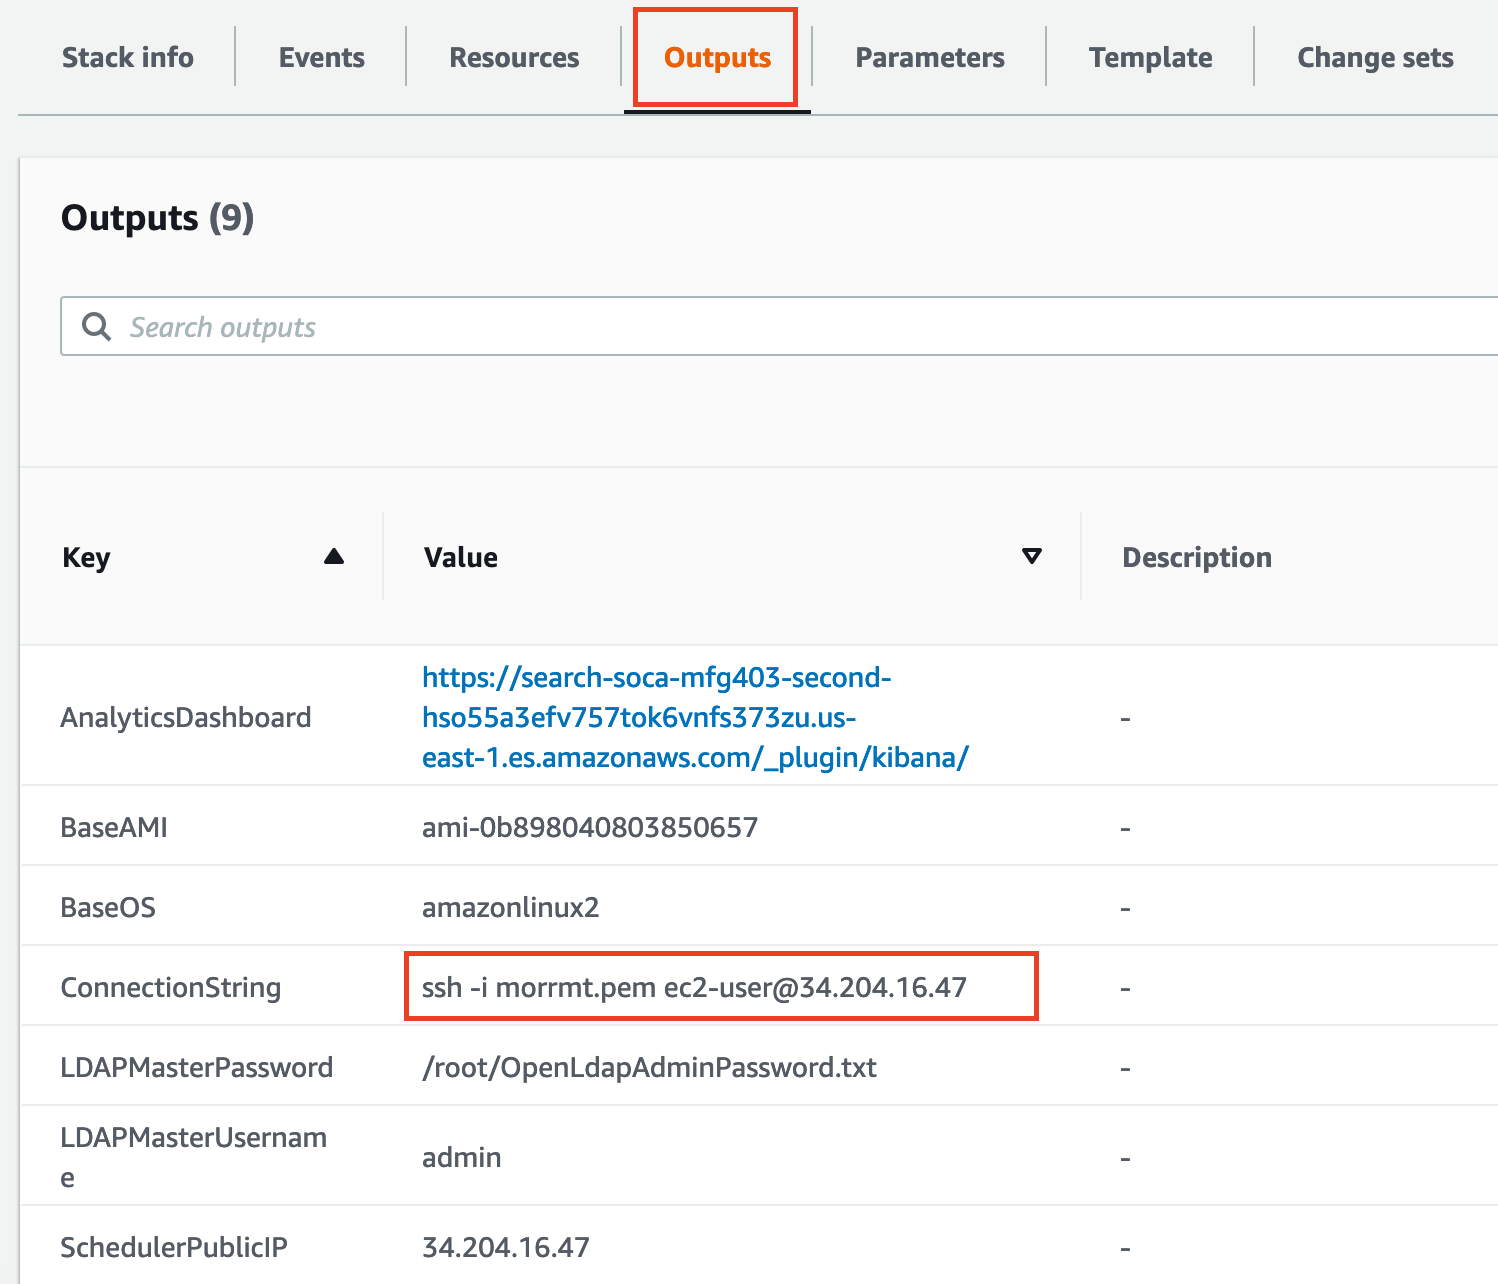 Stack info Events Resources Outputs Parameters Template Change sets
Outputs (9)
Search outputs
Key Value Description
https://search-soca-mfg403-second-
AnalyticsDashboard hso55a3efv757tok6vnfs373zu.us- -
east-1.es.amazonaws.com/_plugin/kibana/
BaseAMI ami-0b898040803850657 -
BaseOS amazonlinux2 -
ConnectionString ssh -i morrmt.pem ec2-user@34.204.16.47 -
LDAPMasterPassword /root/OpenLdapAdminPassword.txt -
LDAPMasterUsernam
e admin -
SchedulerPublicIP 34.204.16.47 -